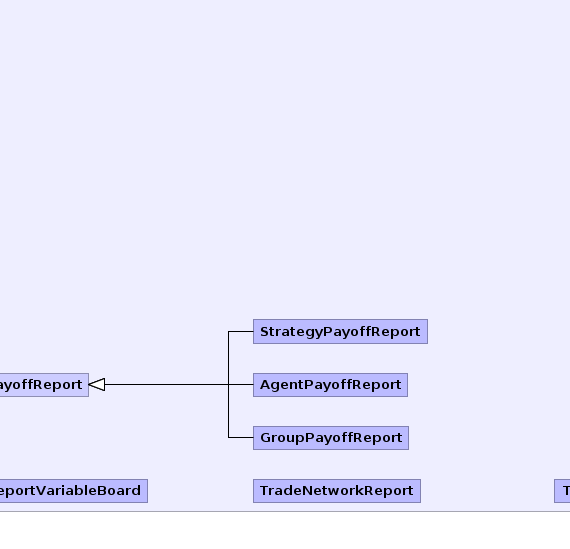 StrategyPayoffReport
ayoffReport
AgentPayoffReport
GroupPayoffReport
eportVariableBoard
TradeNetworkReport
T